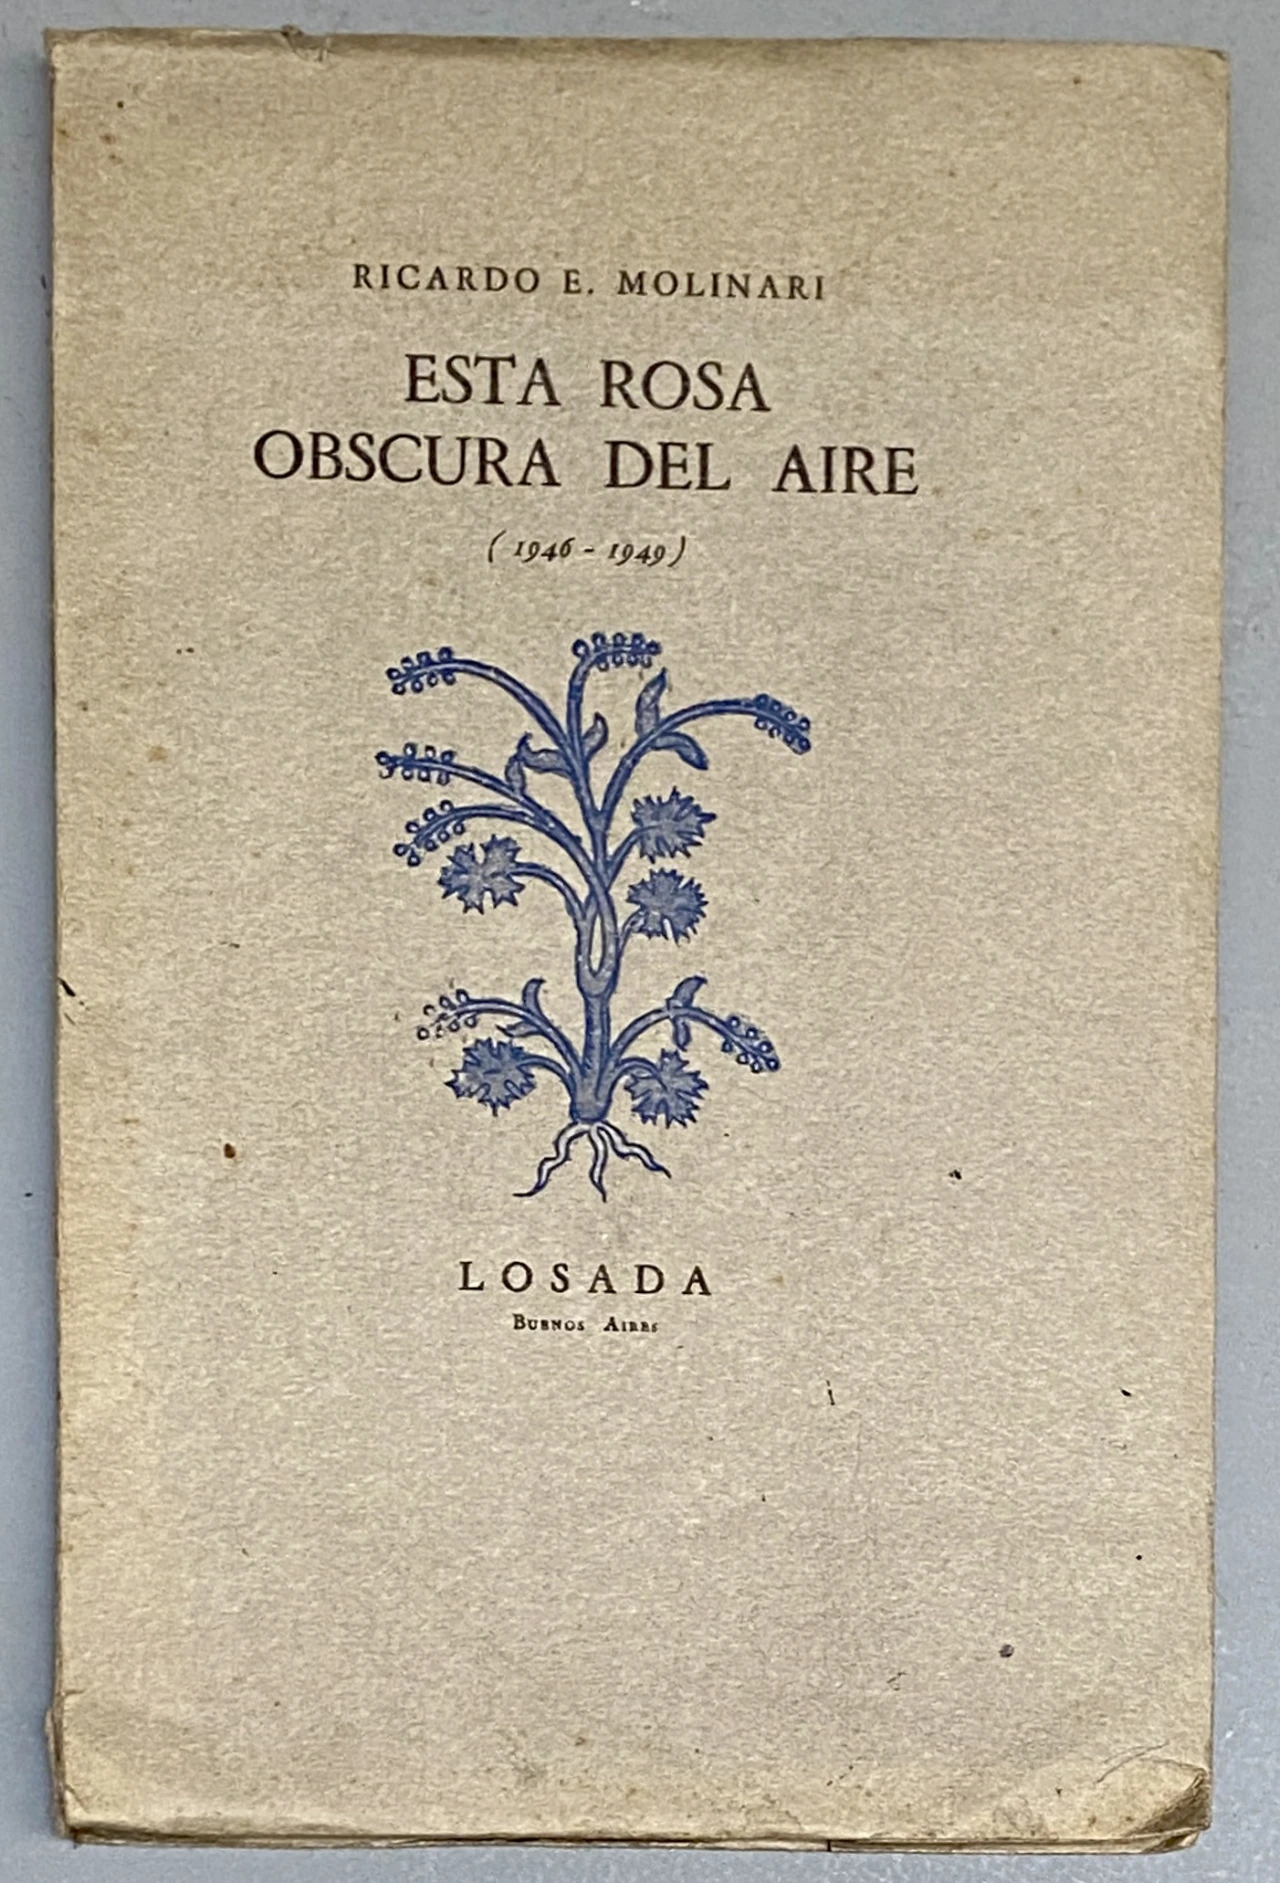 RICARDO E. MOLINARI
ESTA ROSA
OBSCURA DEL AIRE
(1946 - 1949)
LOSADA
BUENOS AIRES